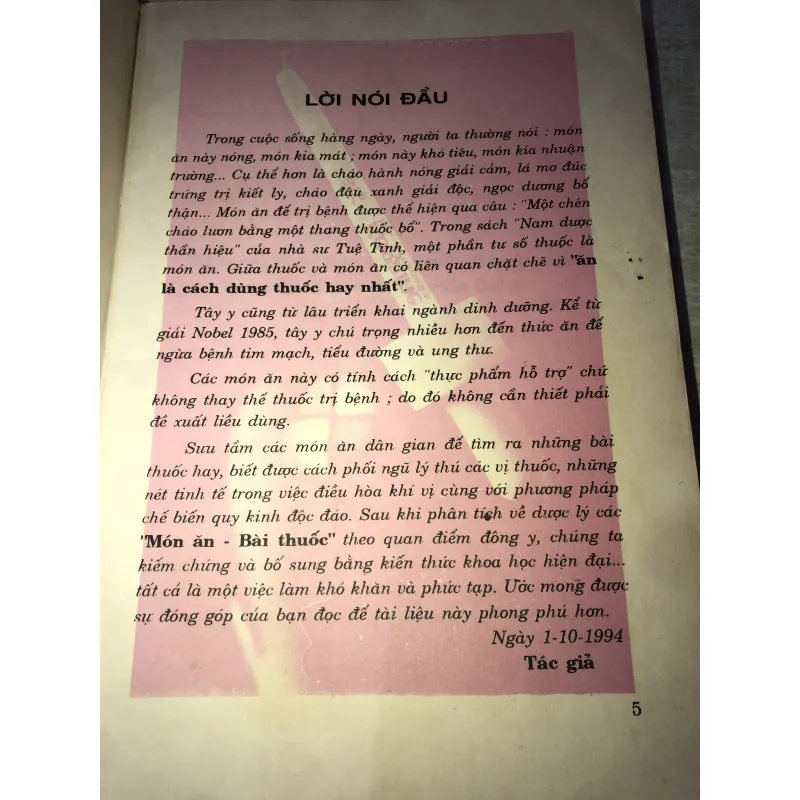 LỜI NÓI ĐẦU
Trong cuộc sống hàng ngày, người ta thường nói : món
ăn này nóng, món kia mát ; món này khó tiêu, món kia nhuận
trường... Cụ thể hơn là cháo hành nóng giải cảm, lá mơ đúc
trứng trị kiết lỵ, cháo đậu xanh giải độc, ngọc dương bổ
thận... Món ăn để trị bệnh được thể hiện qua câu : "Một chén
cháo lươn bằng một thang thuốc bổ". Trong sách "Nam dược
thần hiệu" của nhà sư Tuệ Tĩnh, một phần tư số thuốc là
món ăn. Giữa thuốc và món ăn có liên quan chặt chẽ vì "ăn
là cách dùng thuốc hay nhất".
Tây y cũng từ lâu triển khai ngành dinh dưỡng. Kể từ
giải Nobel 1985, tây y chú trọng nhiều hơn đến thức ăn để
ngừa bệnh tim mạch, tiểu đường và ung thư.
Các món ăn này có tính cách "thực phẩm hỗ trợ" chứ
không thay thế thuốc trị bệnh ; do đó không cần thiết phải
đề xuất liều dùng.
Sưu tầm các món ăn dân gian để tìm ra những bài
thuốc hay, biết được cách phối ngũ lý thú các vị thuốc, những
nét tinh tế trong việc điều hòa khí vị cùng với phương pháp
chế biến quy kinh độc đáo. Sau khi phân tích về dược lý các
"Món ăn - Bài thuốc" theo quan điểm đông y, chúng ta
kiểm chứng và bổ sung bằng kiến thức khoa học hiện đại...
tất cả là một việc làm khó khăn và phức tạp. Ước mong được
sự đóng góp của bạn đọc để tài liệu này phong phú hơn.
Ngày 1-10-1994
Tác giả
5